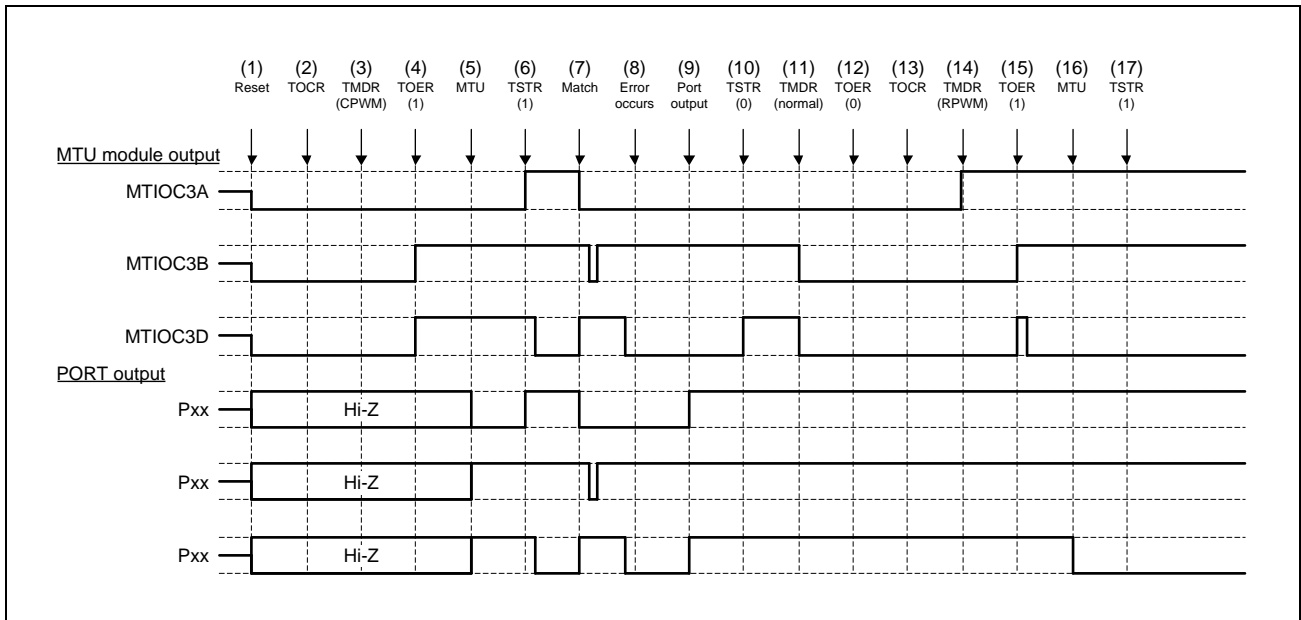 (1) (2) (3) (4) (5) (6) (7) (8) (9) (10) (11) (12) (13) (14) (15) (16) (17)
Reset TOCR TMDR TOER MTU TSTR Match Error Port TSTR TMDR TOER TOCR TMDR TOER MTU TSTR
(CPWM) (1) (1) occurs output (0) (normal) (0) (RPWM) (1) (1)
MTU module output
MTIOC3A
MTIOC3B
MTIOC3D
PORT output
Pxx Hi-Z
Pxx Hi-Z
Pxx Hi-Z